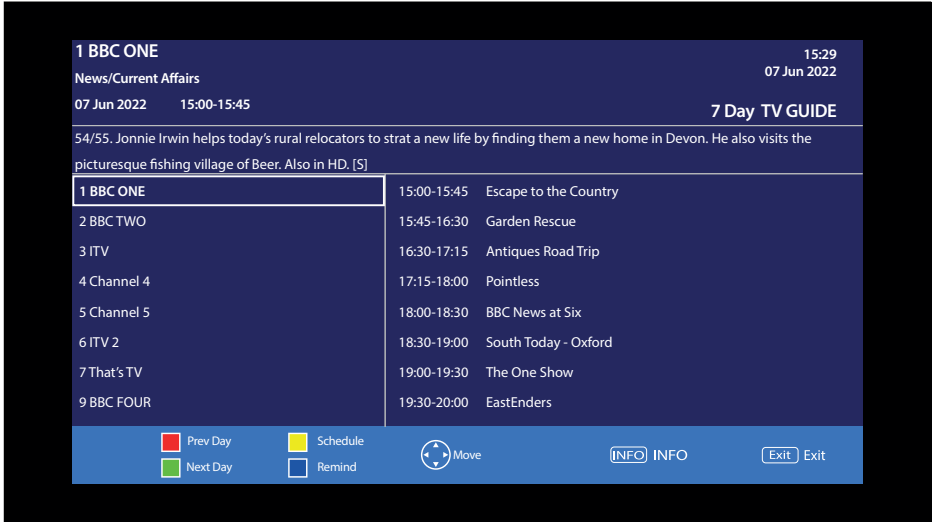 1 BBC ONE
15:29
News/Current Affairs
07 Jun 2022
07 Jun 2022 15:00-15:45
7 Day TV GUIDE
54/55. Jonnie Irwin helps today's rural relocators to strat a new life by finding them a new home in Devon. He also visits the
picturesque fishing village of Beer. Also in HD. [S]
1 BBC ONE 15:00-15:45 Escape to the Country
2 BBC TWO 15:45-16:30 Garden Rescue
3 ITV 16:30-17:15 Antiques Road Trip
4 Channel 4 17:15-18:00 Pointless
5 Channel 5 18:00-18:30 BBC News at Six
6 ITV 2 18:30-19:00 South Today - Oxford
7 That's TV 19:00-19:30 The One Show
9 BBC FOUR 19:30-20:00 EastEnders
Prev Day Schedule
Move INFO INFO Exit Exit
Next Day Remind